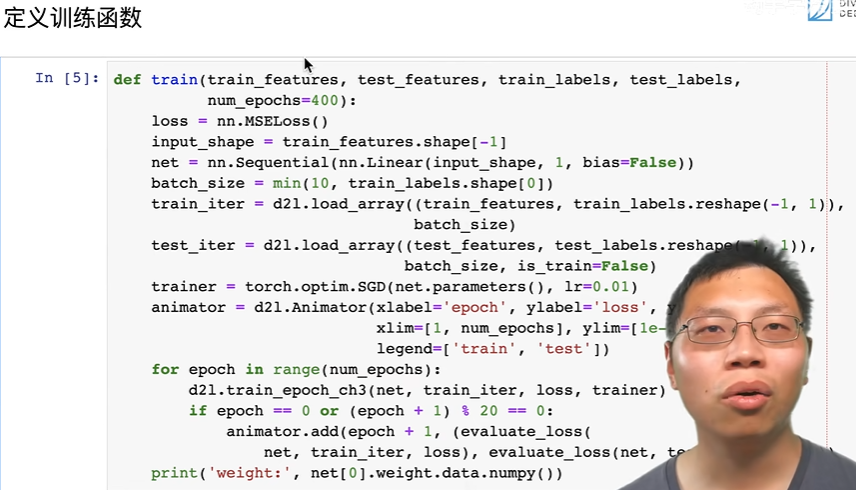 定义训练函数
In [5]: def train(train_features, test_features, train_labels, test_labels,
num_epochs=400):
loss = nn.MSELoss()
input_shape = train_features.shape[-1]
net = nn.Sequential(nn.Linear(input_shape, 1, bias=False))
batch_size = min(10, train_labels.shape[0])
train_iter = d2l.load_array((train_features, train_labels.reshape(-1, 1)),
batch_size)
test_iter = d2l.load_array((test_features, test_labels.reshape(-1, 1)),
batch_size, is_train=False)
trainer = torch.optim.SGD(net.parameters(), lr=0.01)
animator = d2l.Animator(xlabel='epoch', ylabel='loss',
xlim=[1, num_epochs], ylim=[1e-
legend=['train', 'test'])
for epoch in range(num_epochs):
d2l.train_epoch_ch3(net, train_iter, loss, trainer)
if epoch == 0 or (epoch + 1) % 20 == 0:
animator.add(epoch + 1, (evaluate_loss(
net, train_iter, loss), evaluate_loss(net,
print('weight:', net[0].weight.data.numpy())